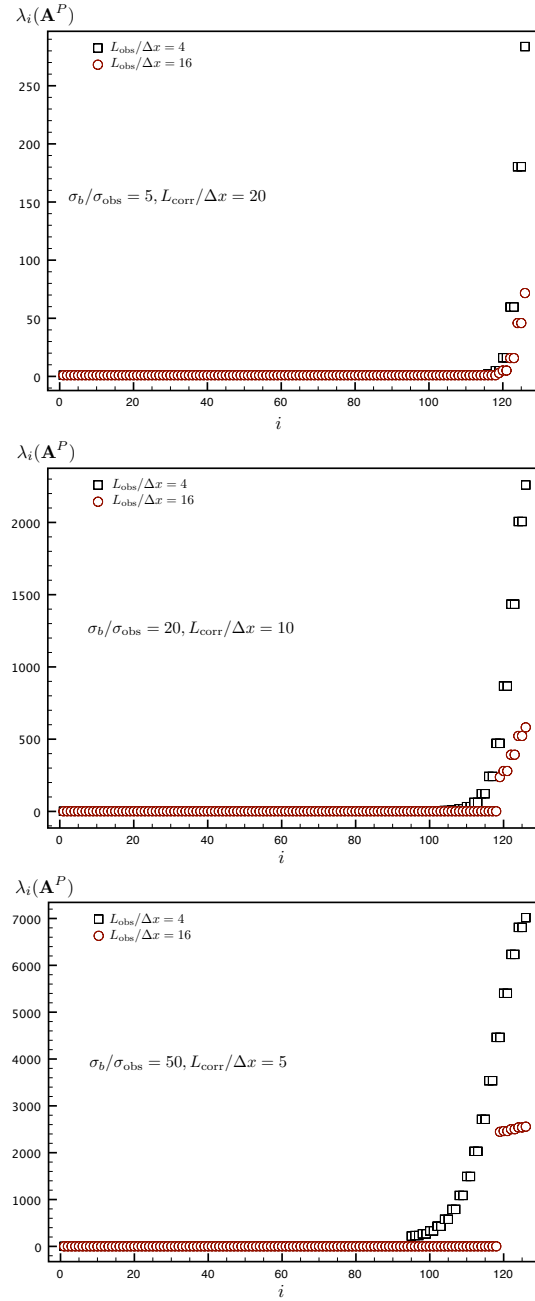 λ_i(A^P)
L_obs/Δx = 4
L_obs/Δx = 16
σ_b/σ_obs = 5, L_corr/Δx = 20
250
200
150
100
50
0
0 20 40 60 80 100 120
i
λ_i(A^P)
L_obs/Δx = 4
L_obs/Δx = 16
σ_b/σ_obs = 20, L_corr/Δx = 10
2000
1500
1000
500
0
0 20 40 60 80 100 120
i
λ_i(A^P)
L_obs/Δx = 4
L_obs/Δx = 16
σ_b/σ_obs = 50, L_corr/Δx = 5
7000
6000
5000
4000
3000
2000
1000
0
0 20 40 60 80 100 120
i